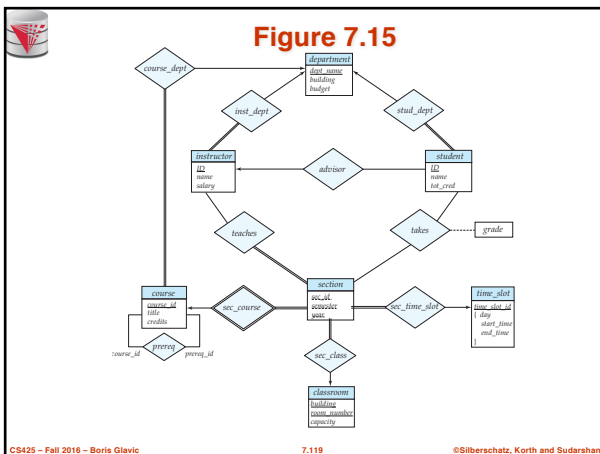 Figure 7.15
department
dept_name
building
budget
course_dept
inst_dept
stud_dept
instructor
ID
name
salary
advisor
student
ID
name
tot_cred
teaches
takes
grade
course
course_id
title
credits
sec_course
section
sec_id
semester
year
sec_time_slot
time_slot
time_slot_id
{ day
start_time
end_time
}
prereq
course_id
prereq_id
sec_class
classroom
building
room_number
capacity
CS425 – Fall 2016 – Boris Glavic
7.119
©Silberschatz, Korth and Sudarshan